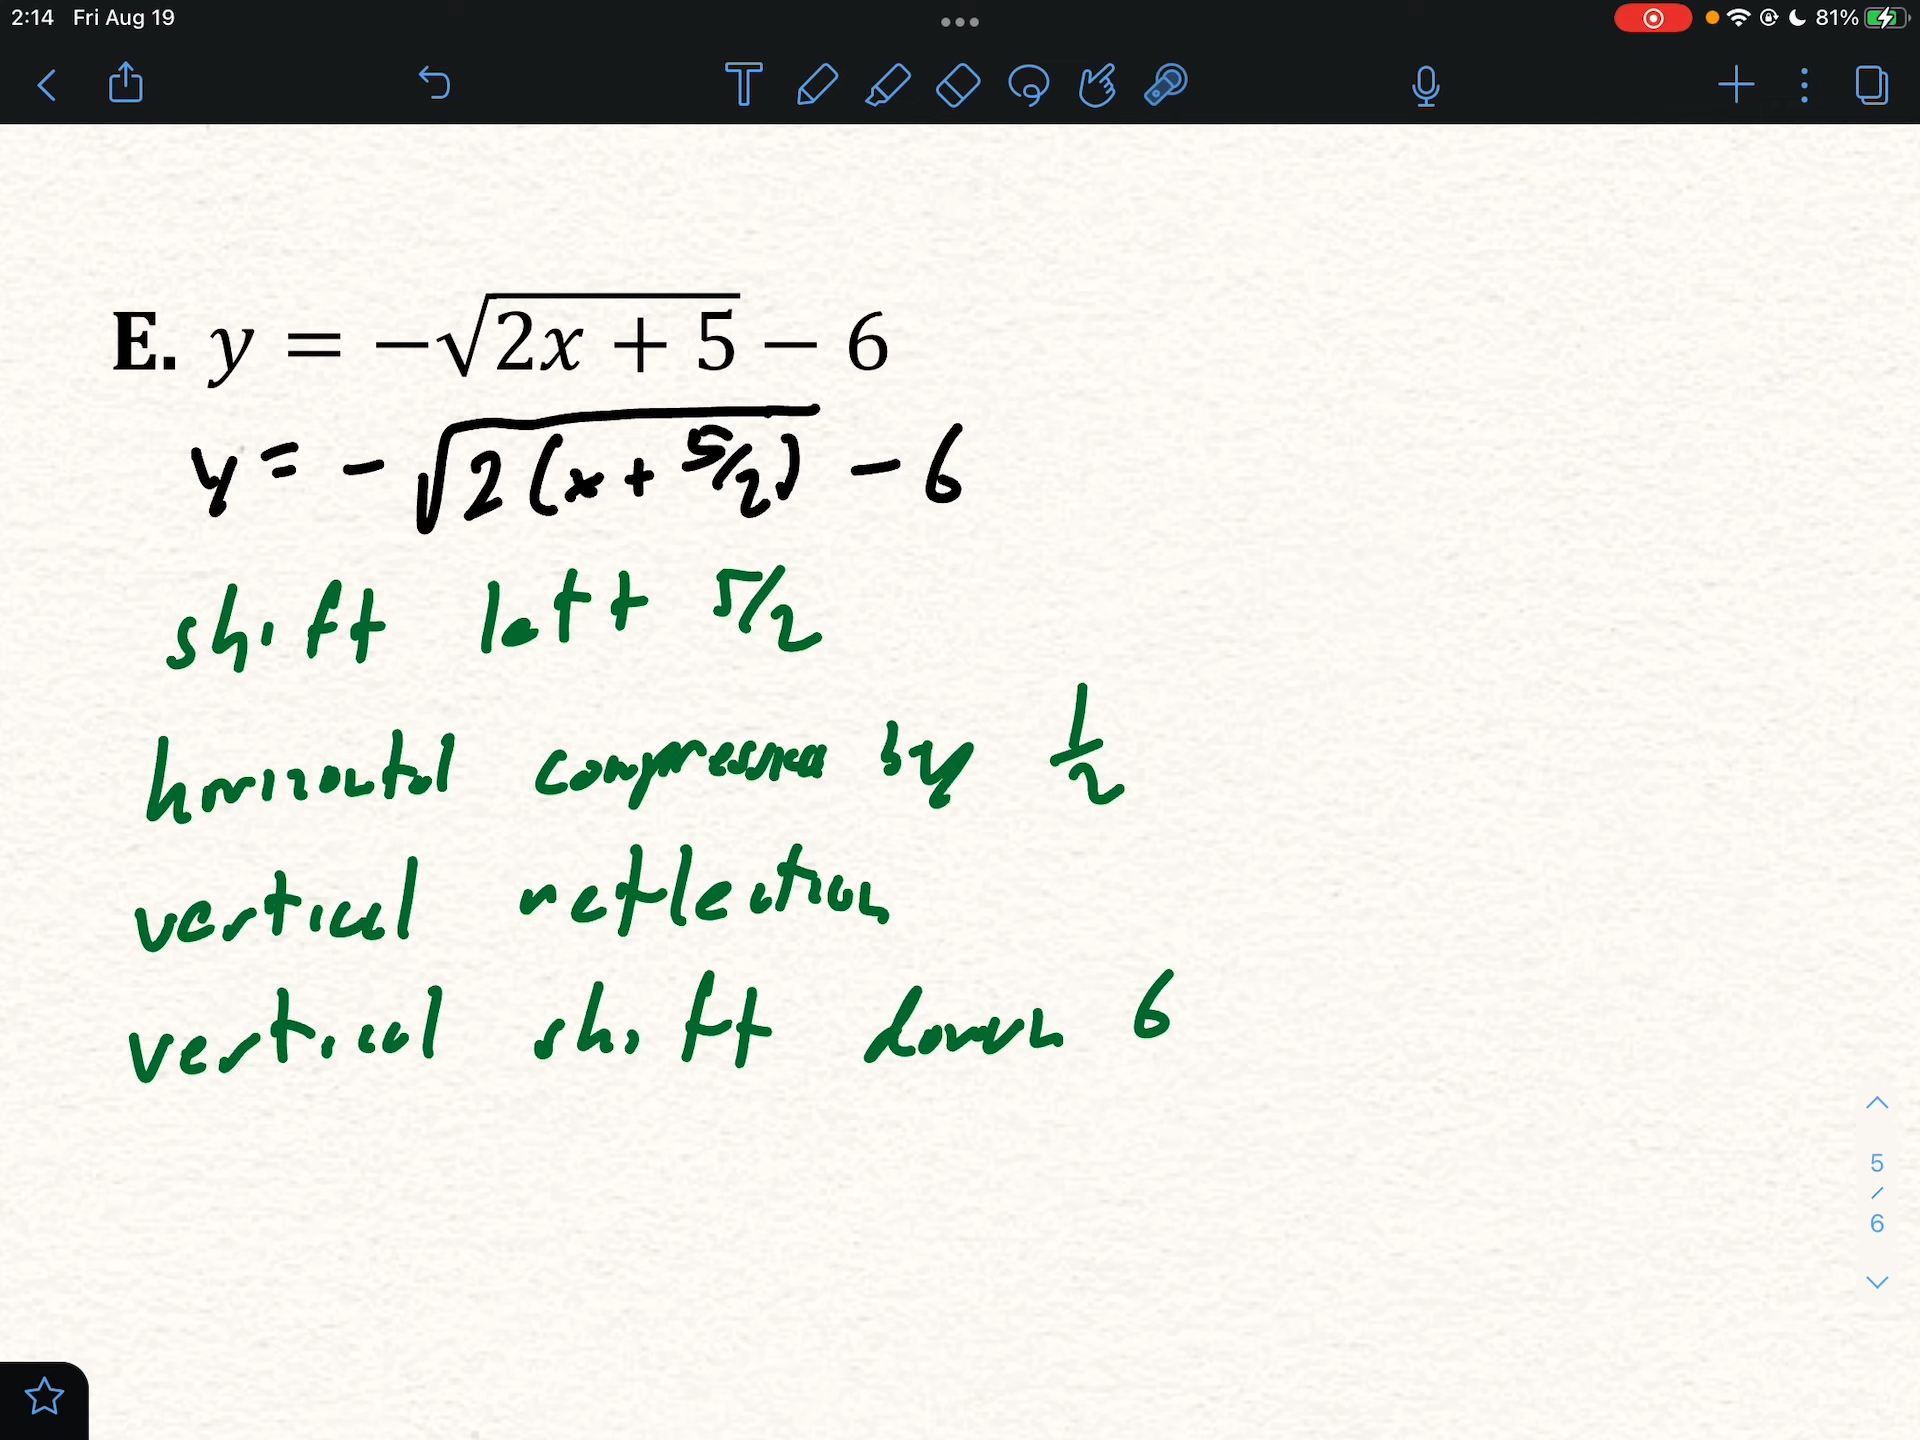 2:14 Fri Aug 19
81%
E. y = −√(2x + 5) − 6
y = - √(2(x + 5/2)) - 6
shift left 5/2
horizontal compression by 1/2
vertical reflection
vertical shift down 6
5
/
6